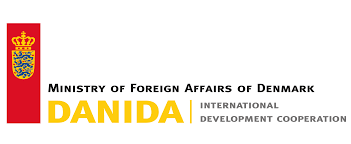 Ministry of Foreign Affairs of Denmark
DANIDA
INTERNATIONAL
DEVELOPMENT COOPERATION